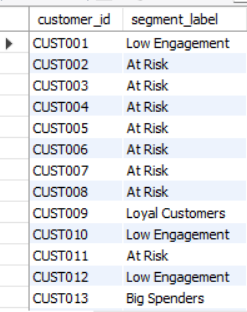 customer_id segment_label
CUST001 Low Engagement
CUST002 At Risk
CUST003 At Risk
CUST004 At Risk
CUST005 At Risk
CUST006 At Risk
CUST007 At Risk
CUST008 At Risk
CUST009 Loyal Customers
CUST010 Low Engagement
CUST011 At Risk
CUST012 Low Engagement
CUST013 Big Spenders